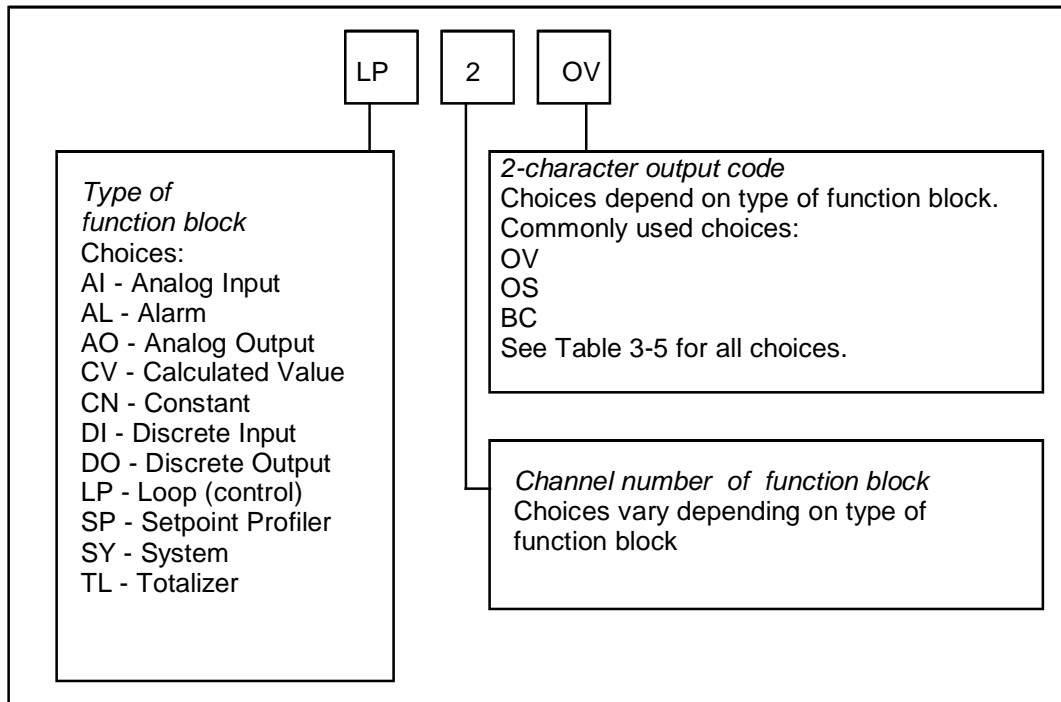 LP 2 OV
Type of
function block
Choices:
AI - Analog Input
AL - Alarm
AO - Analog Output
CV - Calculated Value
CN - Constant
DI - Discrete Input
DO - Discrete Output
LP - Loop (control)
SP - Setpoint Profiler
SY - System
TL - Totalizer
2-character output code
Choices depend on type of function block.
Commonly used choices:
OV
OS
BC
See Table 3-5 for all choices.
Channel number of function block
Choices vary depending on type of
function block